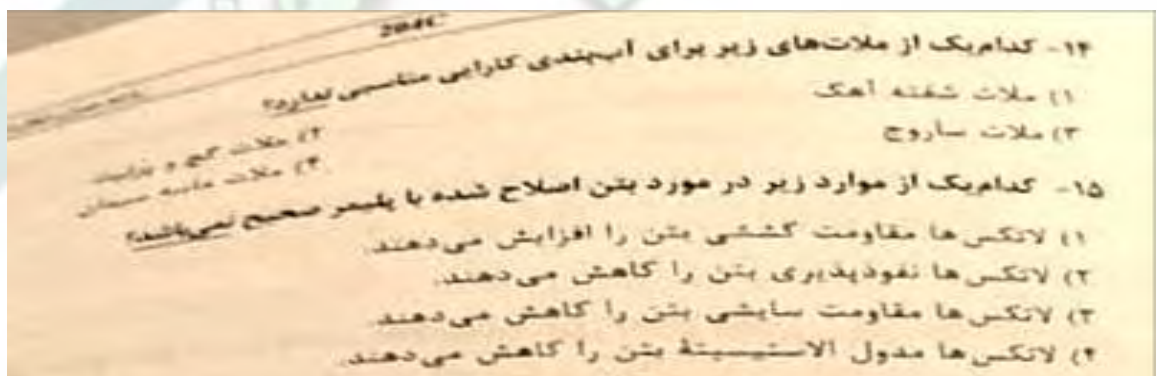 204C
۱۴- کدام‌یک از ملات‌های زیر برای آب‌بندی کارایی مناسبی ندارد؟
۱) ملات شفته آهک
۲) ملات گچ و
۳) ملات ساروج
۴) ملات ماسه سیمان
۱۵- کدام‌یک از موارد زیر در مورد بتن اصلاح شده با پلیمر صحیح نمی‌باشد؟
۱) لاتکس‌ها مقاومت کششی بتن را افزایش می‌دهند.
۲) لاتکس‌ها نفوذپذیری بتن را کاهش می‌دهند.
۳) لاتکس‌ها مقاومت سایشی بتن را کاهش می‌دهند.
۴) لاتکس‌ها مدول الاستیسیتهٔ بتن را کاهش می‌دهند.